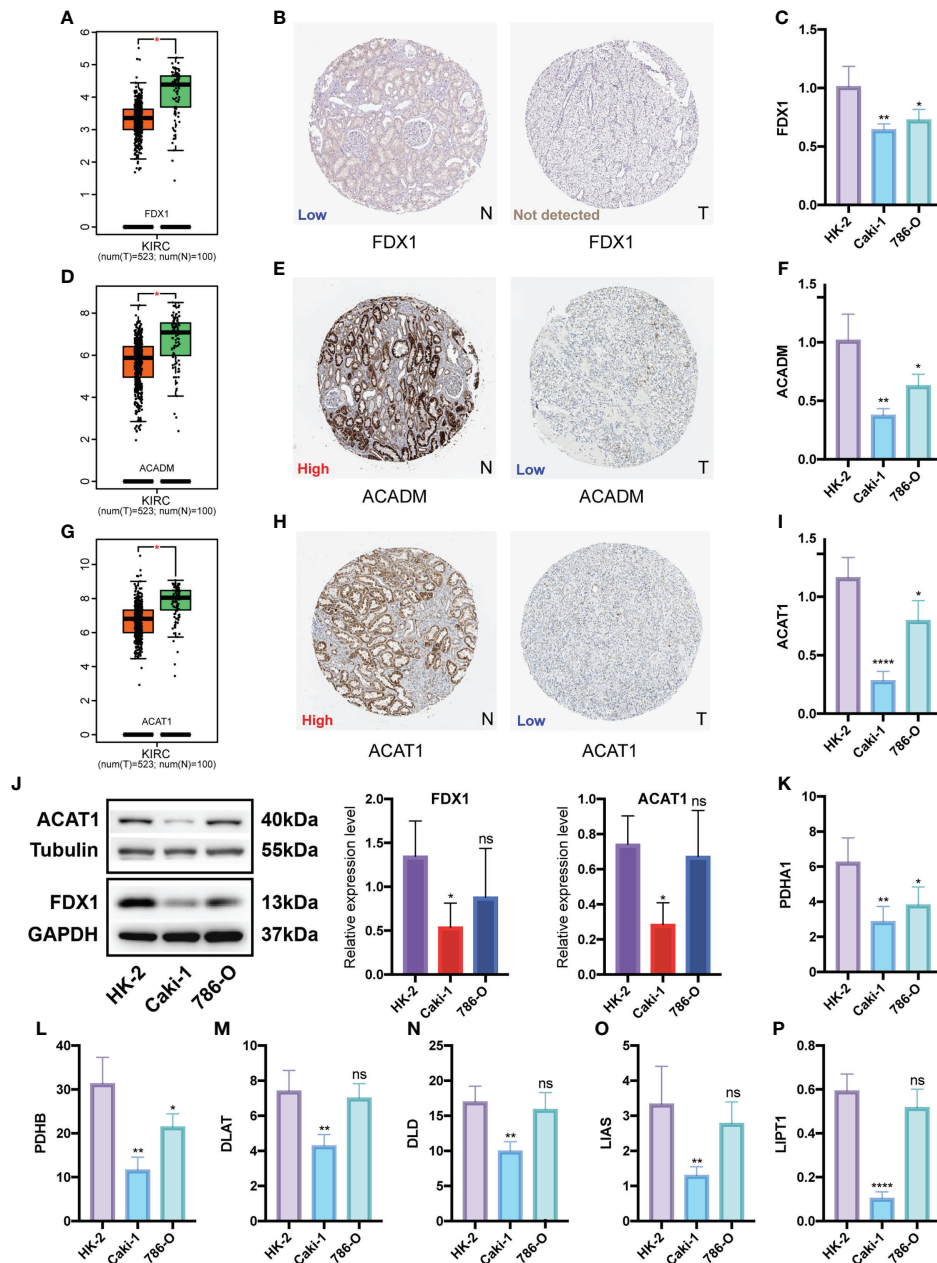 A
6
5
4
3
2
1
0
*
FDX1
KIRC
(num(T)=523; num(N)=100)
B
Low
N
FDX1
Not detected
T
FDX1
C
FDX1
1.5
1.0
0.5
0.0
**
*
HK-2
Caki-1
786-O
D
8
6
4
2
0
*
ACADM
KIRC
(num(T)=523; num(N)=100)
E
High
N
ACADM
Low
T
ACADM
F
ACADM
1.5
1.0
0.5
0.0
**
*
HK-2
Caki-1
786-O
G
10
8
6
4
2
0
*
ACAT1
KIRC
(num(T)=523; num(N)=100)
H
High
N
ACAT1
Low
T
ACAT1
I
ACAT1
1.5
1.0
0.5
0.0
****
*
HK-2
Caki-1
786-O
J
ACAT1
40kDa
Tubulin
55kDa
FDX1
13kDa
GAPDH
37kDa
HK-2
Caki-1
786-O
FDX1
Relative expression level
2.0
1.5
1.0
0.5
0.0
*
ns
HK-2
Caki-1
786-O
ACAT1
Relative expression level
1.2
0.9
0.6
0.3
0.0
*
ns
HK-2
Caki-1
786-O
K
PDHA1
10
8
6
4
2
0
**
*
HK-2
Caki-1
786-O
L
PDHB
40
30
20
10
0
**
*
HK-2
Caki-1
786-O
M
DLAT
10
8
6
4
2
0
**
ns
HK-2
Caki-1
786-O
N
DLD
25
20
15
10
5
0
**
ns
HK-2
Caki-1
786-O
O
LIAS
5
4
3
2
1
0
**
ns
HK-2
Caki-1
786-O
P
LIPT1
0.8
0.6
0.4
0.2
0.0
****
ns
HK-2
Caki-1
786-O